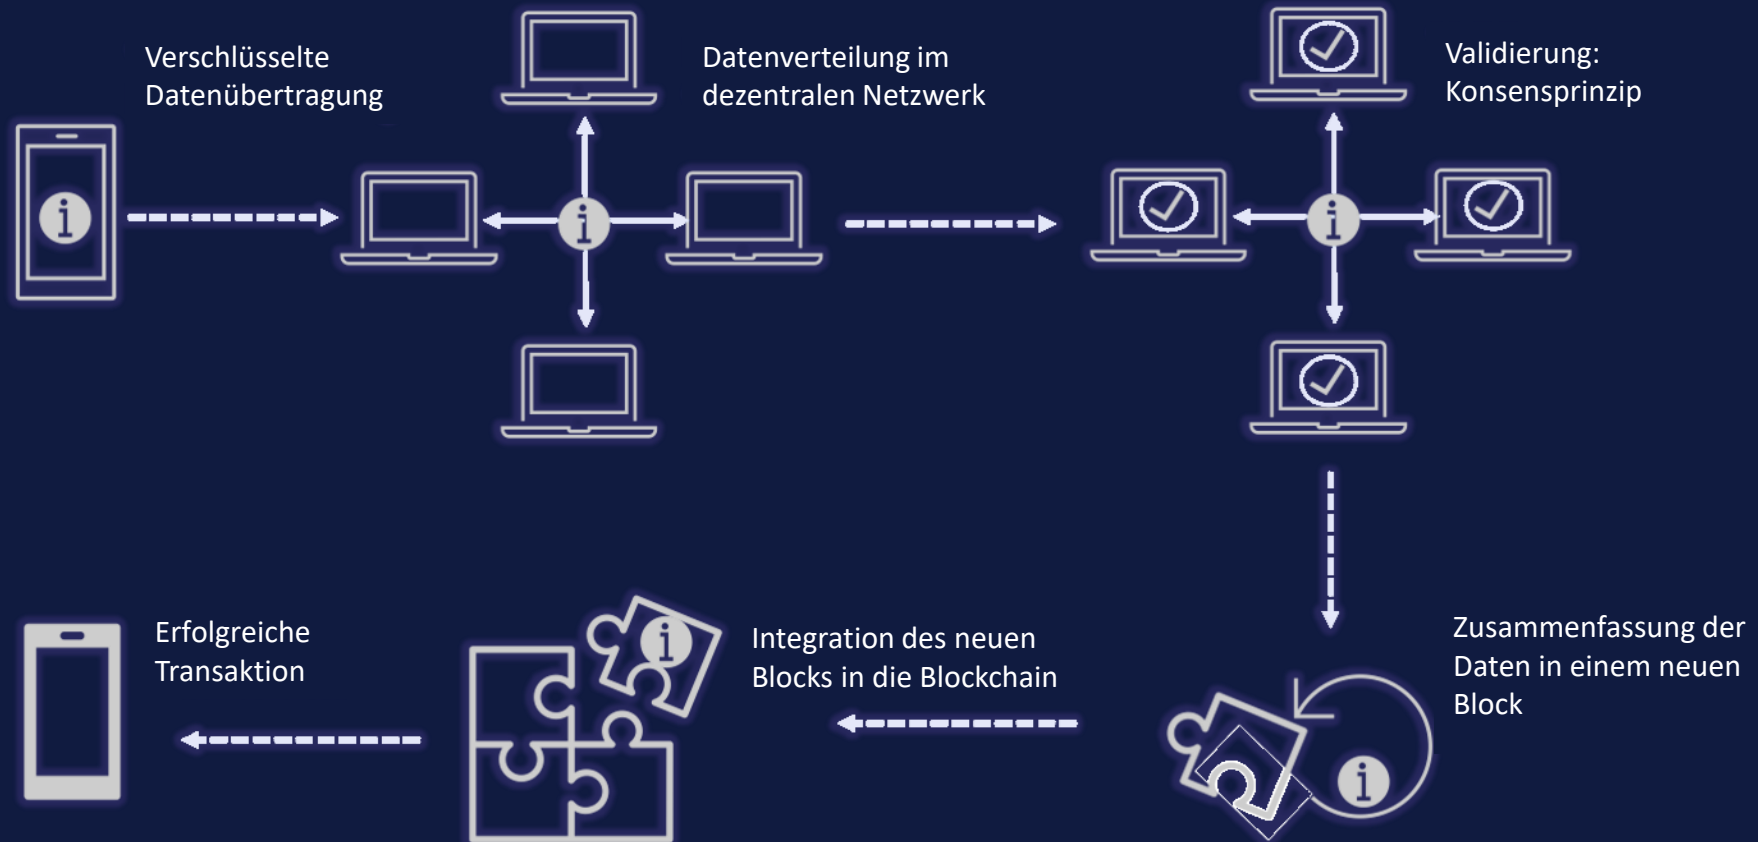 Verschlüsselte
Datenübertragung
Datenverteilung im
dezentralen Netzwerk
Validierung:
Konsensprinzip
i
i
i
Zusammenfassung der
Daten in einem neuen
Block
i
Integration des neuen
Blocks in die Blockchain
i
Erfolgreiche
Transaktion